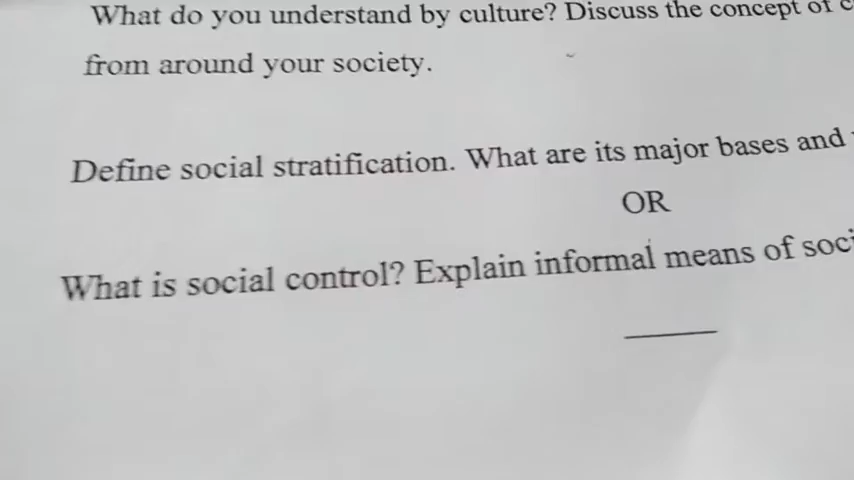 What do you understand by culture? Discuss the concept of
from around your society.
Define social stratification. What are its major bases and
OR
What is social control? Explain informal means of